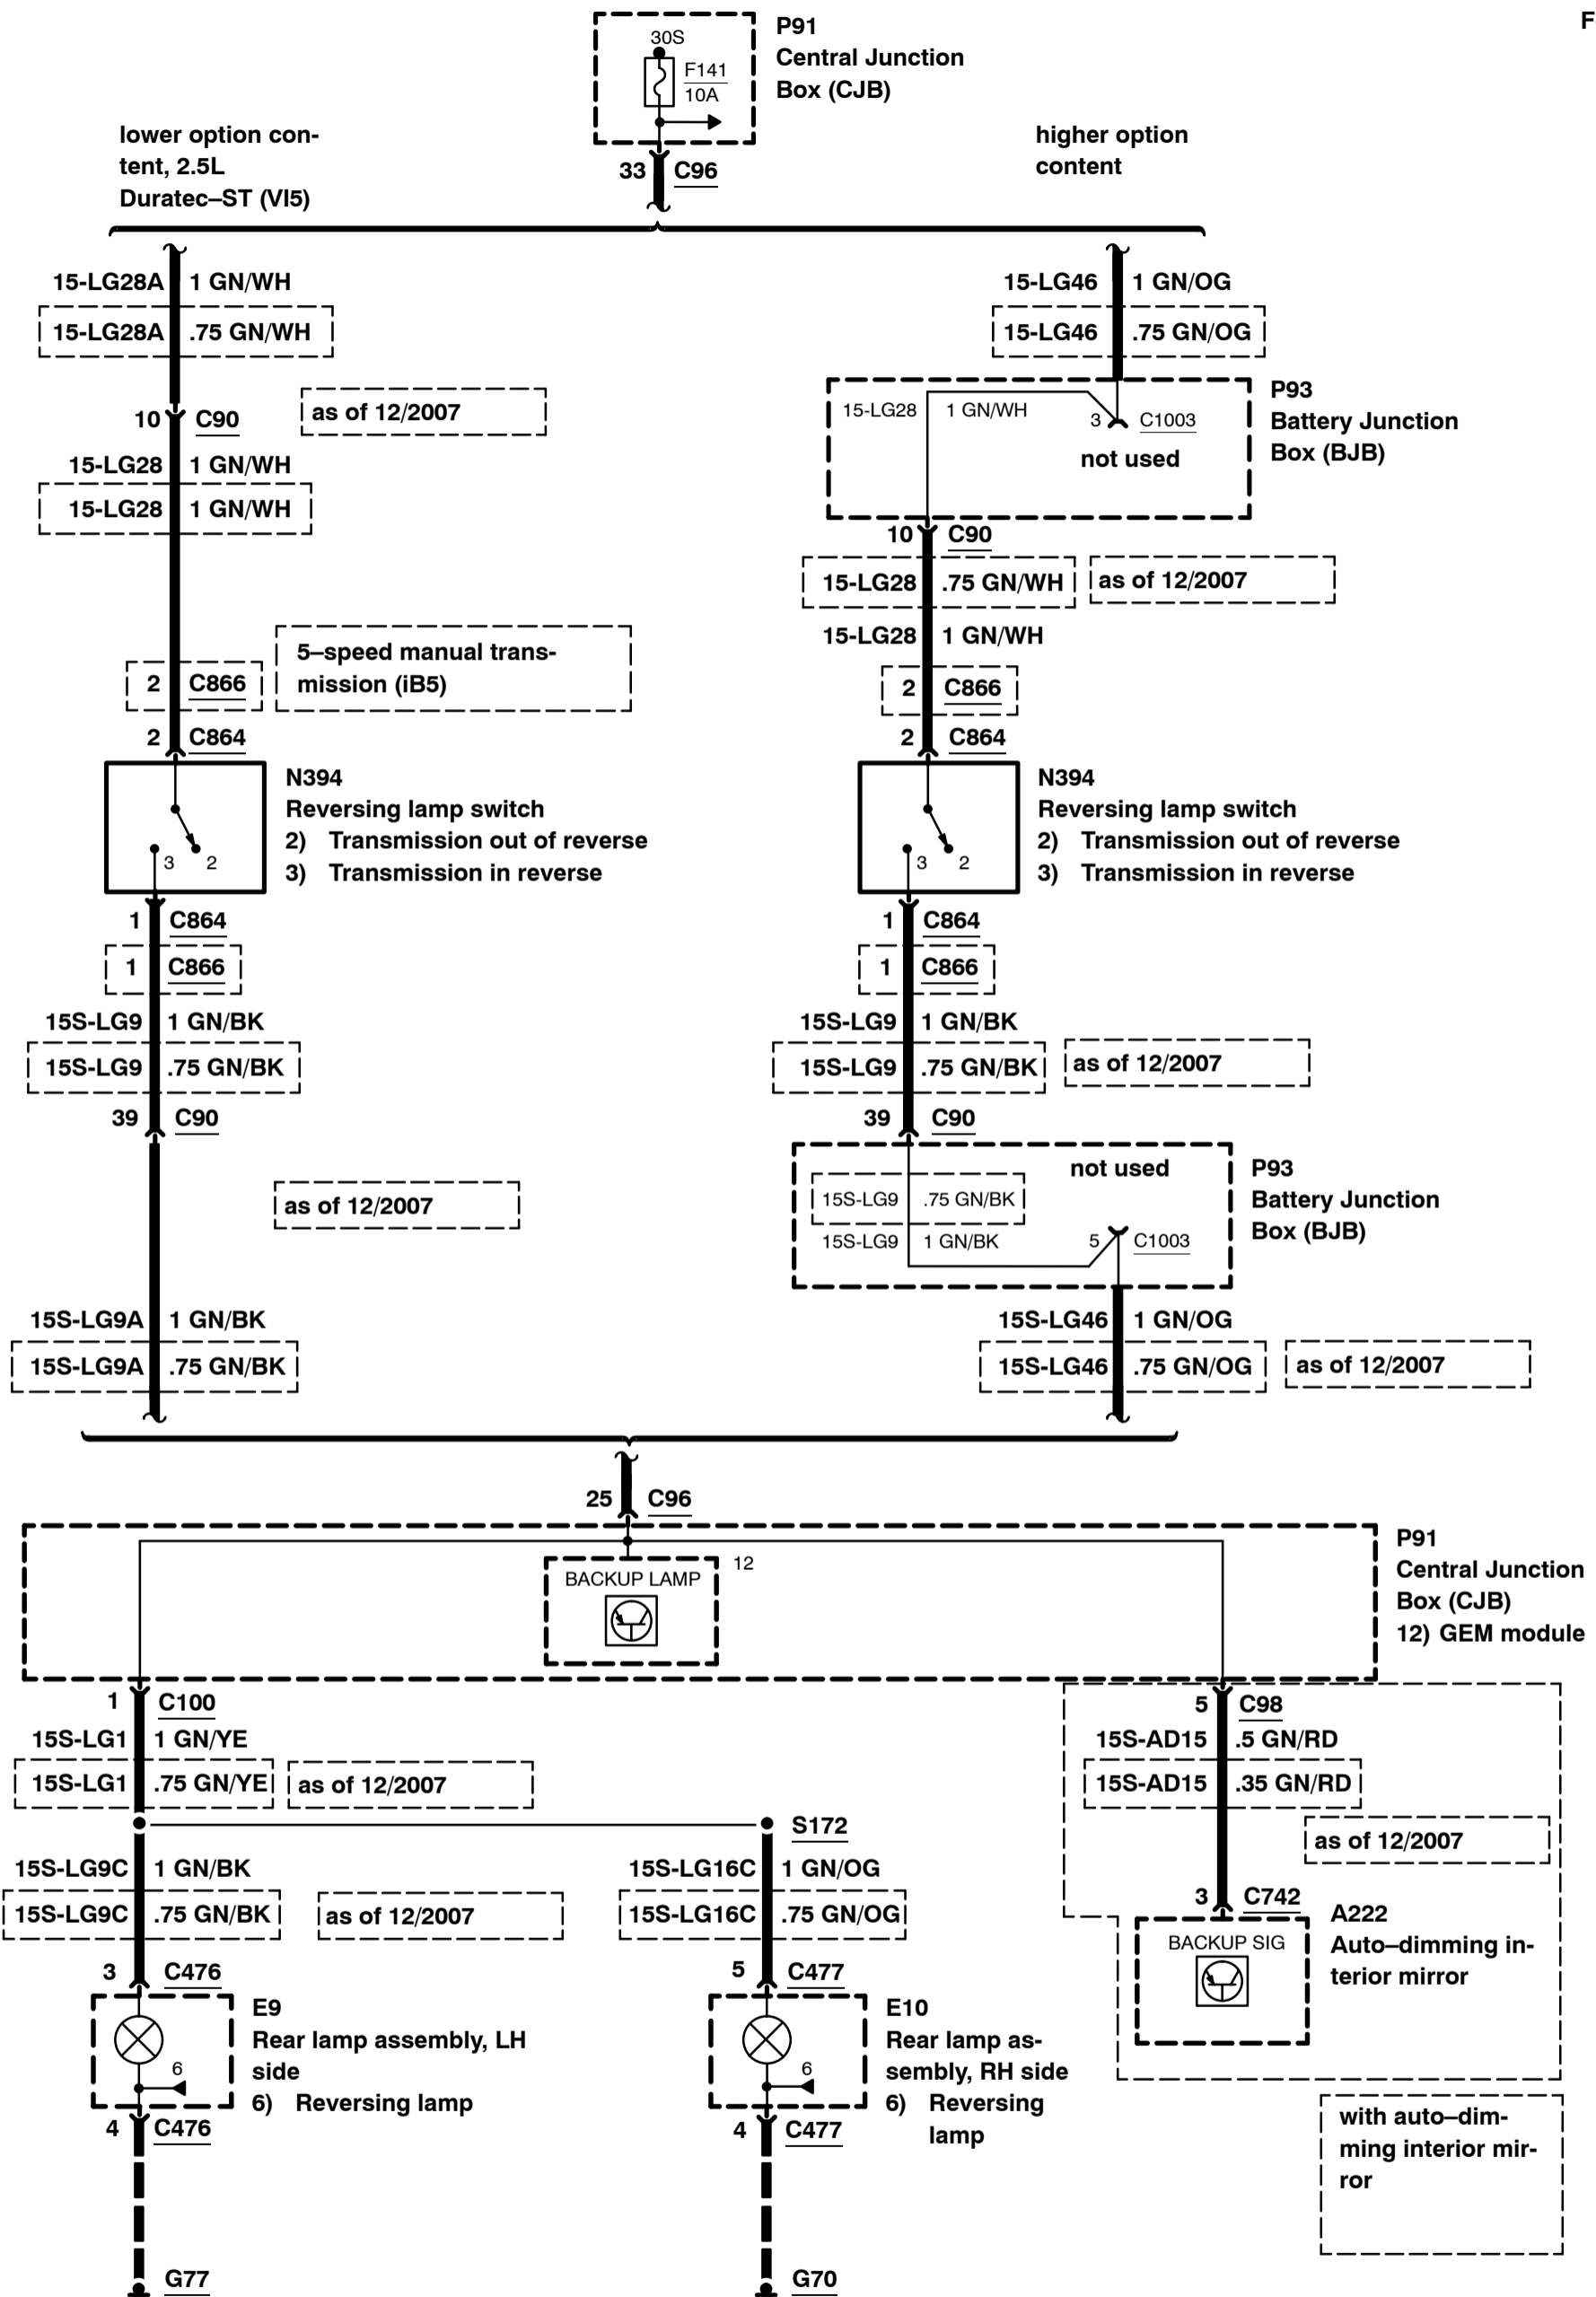 F
30S
F141
10A
P91
Central Junction
Box (CJB)
33 C96
lower option con-
tent, 2.5L
Duratec–ST (VI5)
higher option
content
15-LG28A 1 GN/WH
15-LG28A .75 GN/WH
10 C90
as of 12/2007
15-LG28 1 GN/WH
15-LG28 1 GN/WH
5–speed manual trans-
mission (iB5)
2 C866
2 C864
N394
Reversing lamp switch
2) Transmission out of reverse
3) Transmission in reverse
3 2
1 C864
1 C866
15S-LG9 1 GN/BK
15S-LG9 .75 GN/BK
39 C90
as of 12/2007
15S-LG9A 1 GN/BK
15S-LG9A .75 GN/BK
15-LG46 1 GN/OG
15-LG46 .75 GN/OG
15-LG28 1 GN/WH
3 C1003
not used
P93
Battery Junction
Box (BJB)
10 C90
15-LG28 .75 GN/WH
as of 12/2007
15-LG28 1 GN/WH
2 C866
2 C864
N394
Reversing lamp switch
2) Transmission out of reverse
3) Transmission in reverse
3 2
1 C864
1 C866
15S-LG9 1 GN/BK
15S-LG9 .75 GN/BK
as of 12/2007
39 C90
not used
15S-LG9 .75 GN/BK
15S-LG9 1 GN/BK
5 C1003
P93
Battery Junction
Box (BJB)
15S-LG46 1 GN/OG
15S-LG46 .75 GN/OG
as of 12/2007
25 C96
BACKUP LAMP
12
P91
Central Junction
Box (CJB)
12) GEM module
1 C100
15S-LG1 1 GN/YE
15S-LG1 .75 GN/YE
as of 12/2007
S172
15S-LG9C 1 GN/BK
15S-LG9C .75 GN/BK
as of 12/2007
3 C476
E9
Rear lamp assembly, LH
side
6) Reversing lamp
6
4 C476
G77
15S-LG16C 1 GN/OG
15S-LG16C .75 GN/OG
5 C477
E10
Rear lamp as-
sembly, RH side
6) Reversing
lamp
6
4 C477
G70
5 C98
15S-AD15 .5 GN/RD
15S-AD15 .35 GN/RD
as of 12/2007
3 C742
BACKUP SIG
A222
Auto–dimming in-
terior mirror
with auto–dim-
ming interior mir-
ror